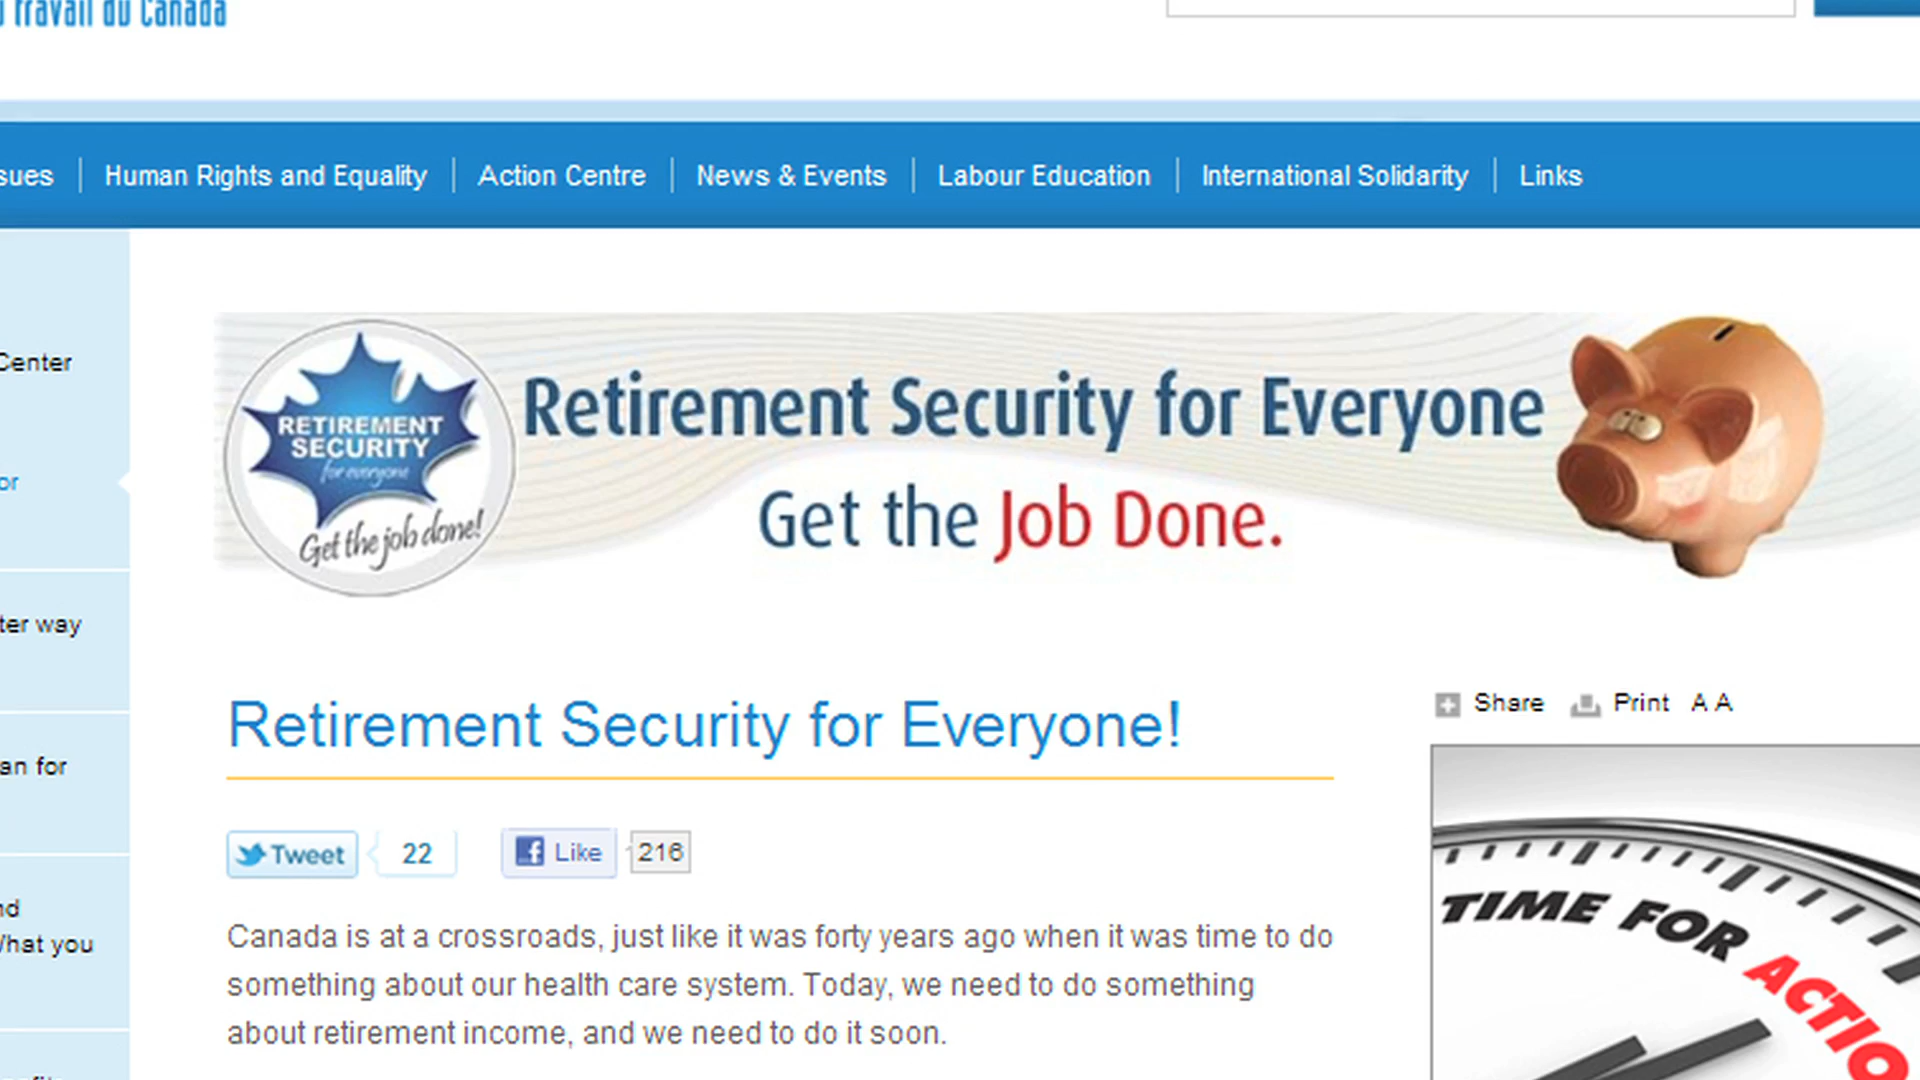 Travail du Canada
Human Rights and Equality
Action Centre
News & Events
Labour Education
International Solidarity
Links
Center
or
way
an for
What you
RETIREMENT
SECURITY
for everyone
Get the job done!
Retirement Security for Everyone
Get the Job Done.
Retirement Security for Everyone!
Share
Print
A A
Tweet
22
Like
216
Canada is at a crossroads, just like it was forty years ago when it was time to do
something about our health care system. Today, we need to do something
about retirement income, and we need to do it soon.
TIME FOR ACTIO